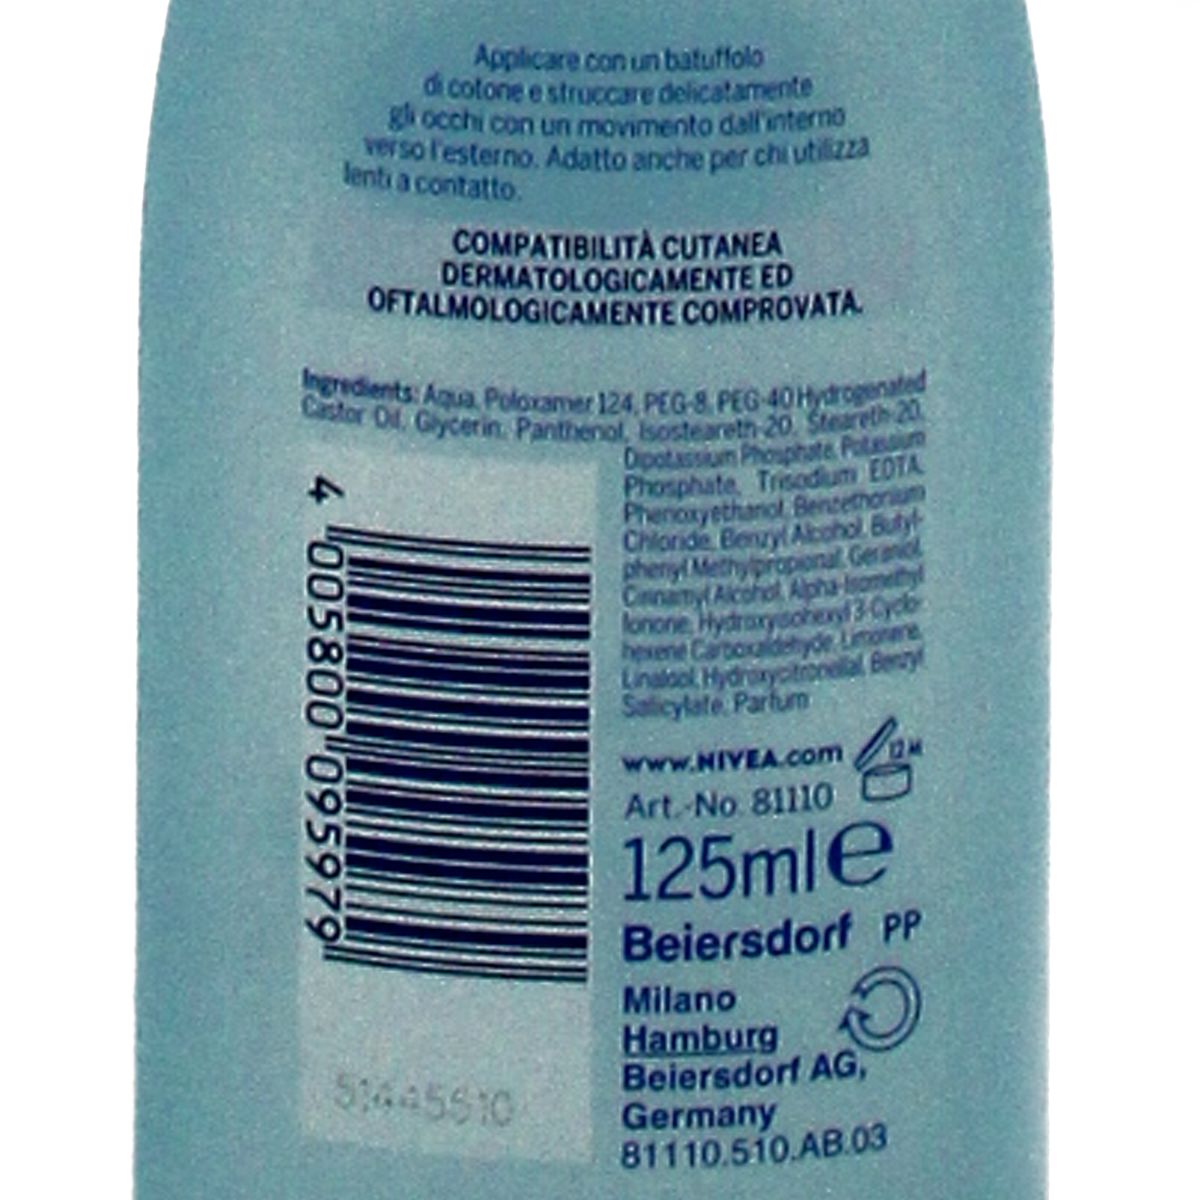 Applicare con un batuffolo
di cotone e struccare delicatamente
gli occhi con un movimento dall'interno
verso l'esterno. Adatto anche per chi utilizza
lenti a contatto.
COMPATIBILITÀ CUTANEA
DERMATOLOGICAMENTE ED
OFTALMOLOGICAMENTE COMPROVATA.
Ingredients: Aqua, Poloxamer 124, PEG-8, PEG-40 Hydrogenated
Castor Oil, Glycerin, Panthenol, Isosteareth-20, Steareth-20,
Dipotassium Phosphate, Potassium
Phosphate, Trisodium EDTA,
Phenoxyethanol, Benzethonium
Chloride, Benzyl Alcohol, Butyl-
phenyl Methylpropional, Geraniol,
Cinnamyl Alcohol, Alpha-Isomethyl
Ionone, Hydroxyisohexyl 3-Cyclo-
hexene Carboxaldehyde, Limonene,
Linalool, Hydroxycitronellal, Benzyl
Salicylate, Parfum
4 005800 095979
www.NIVEA.com
12 M
Art.-No. 81110
125ml e
Beiersdorf PP
Milano
Hamburg
Beiersdorf AG,
Germany
81110.510.AB.03